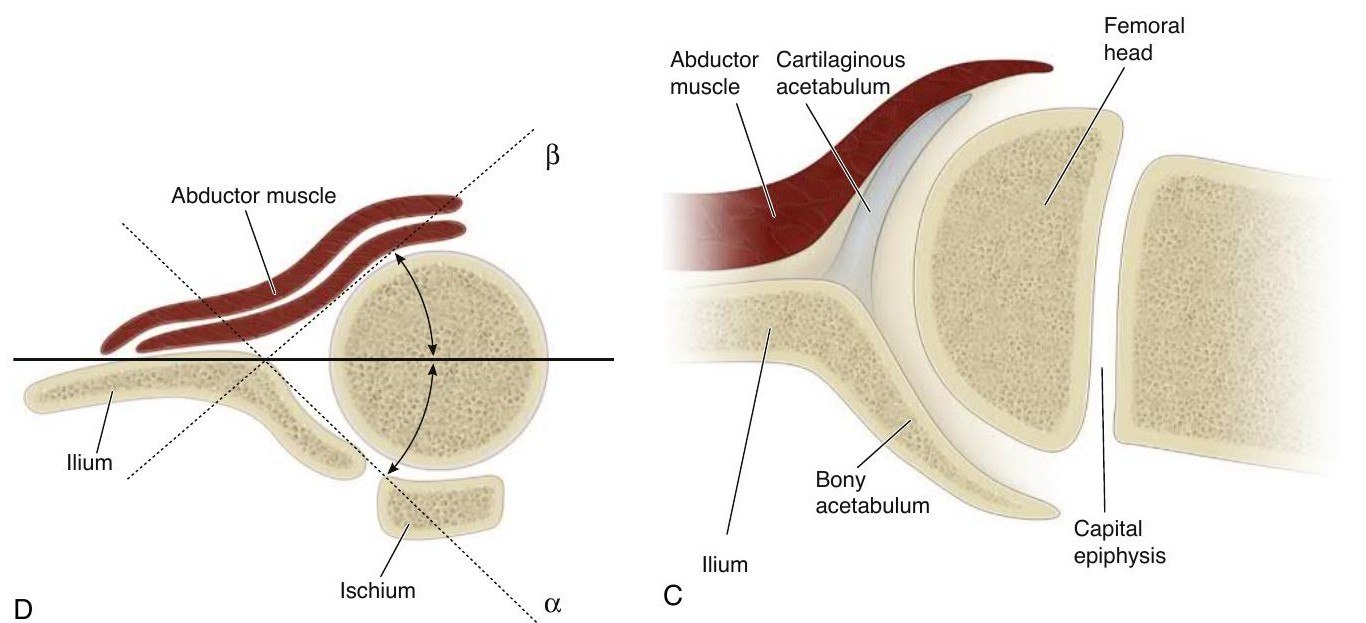 β
Abductor muscle
Ilium
Ischium
α
D
Femoral
head
Abductor
muscle
Cartilaginous
acetabulum
Bony
acetabulum
Ilium
Capital
epiphysis
C